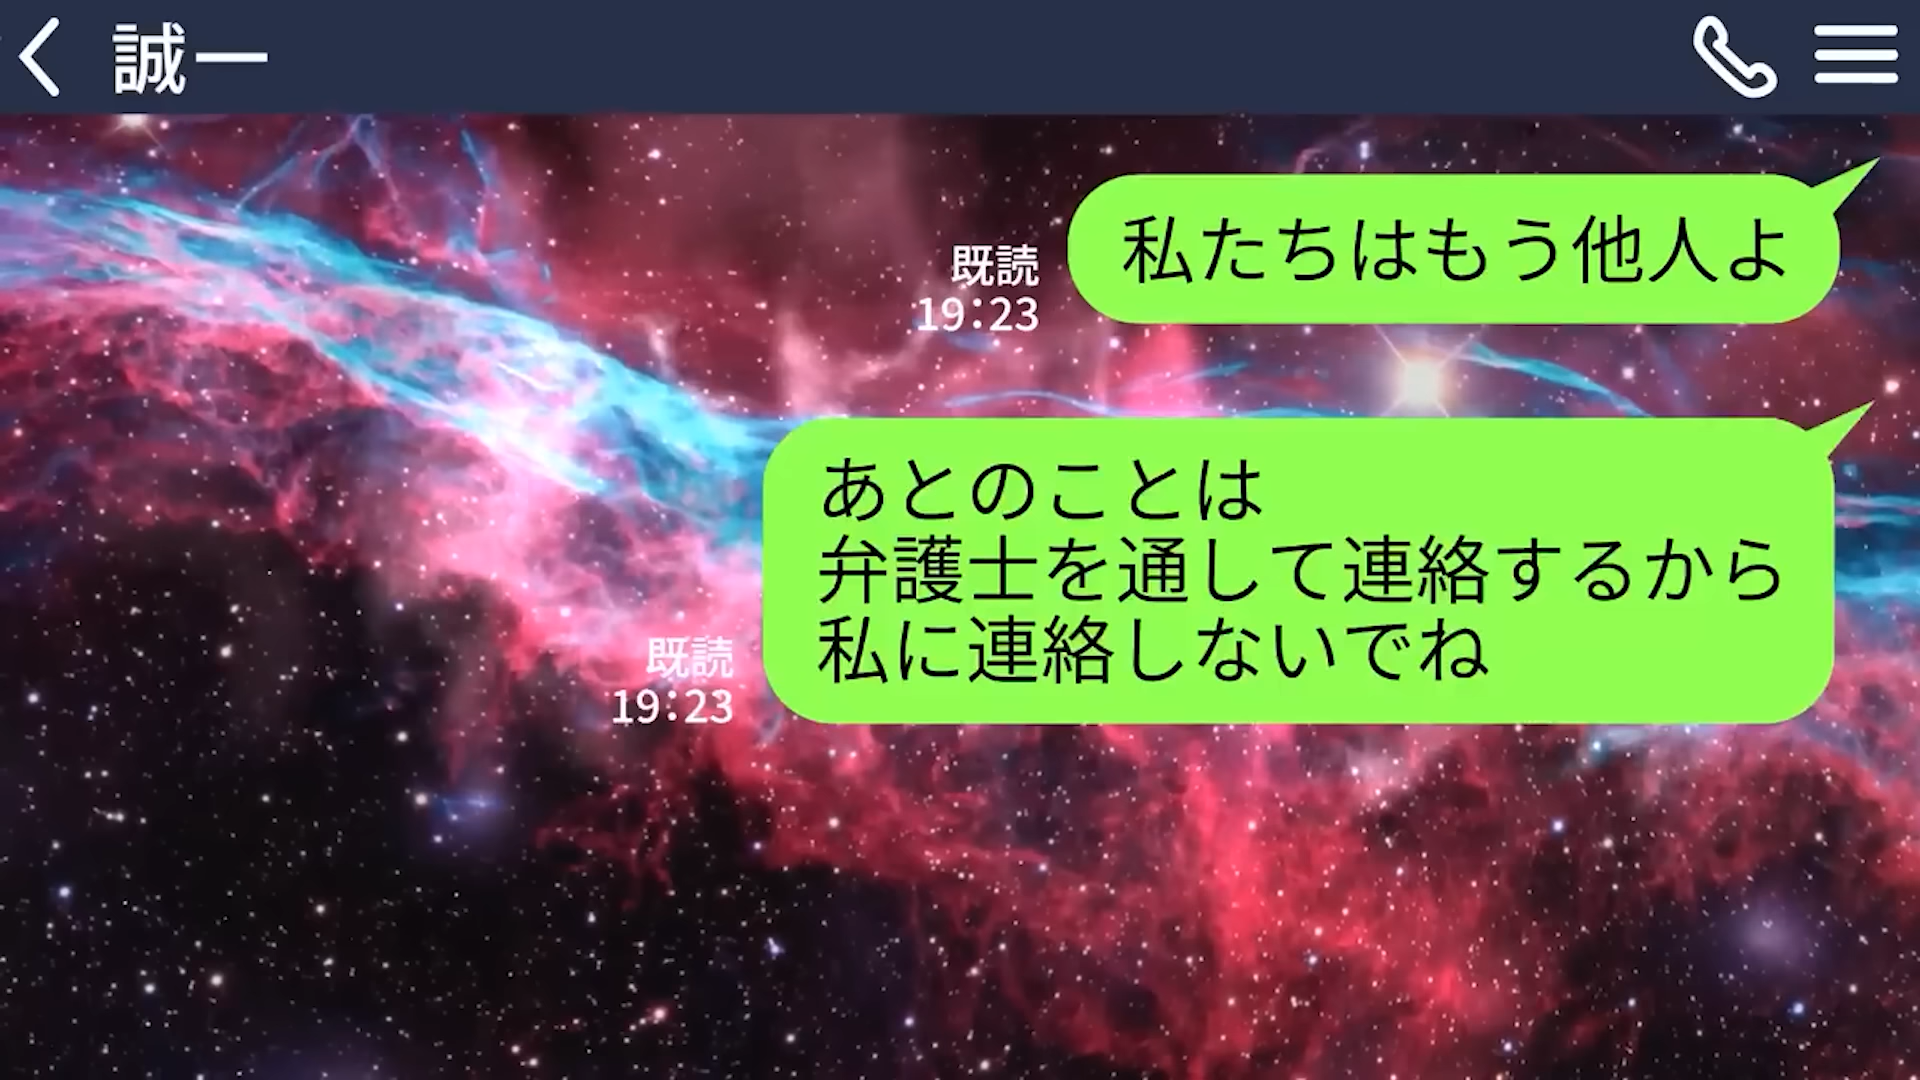 誠一
私たちはもう他人よ
既読
19:23
あとのことは
弁護士を通して連絡するから
私に連絡しないでね
既読
19:23